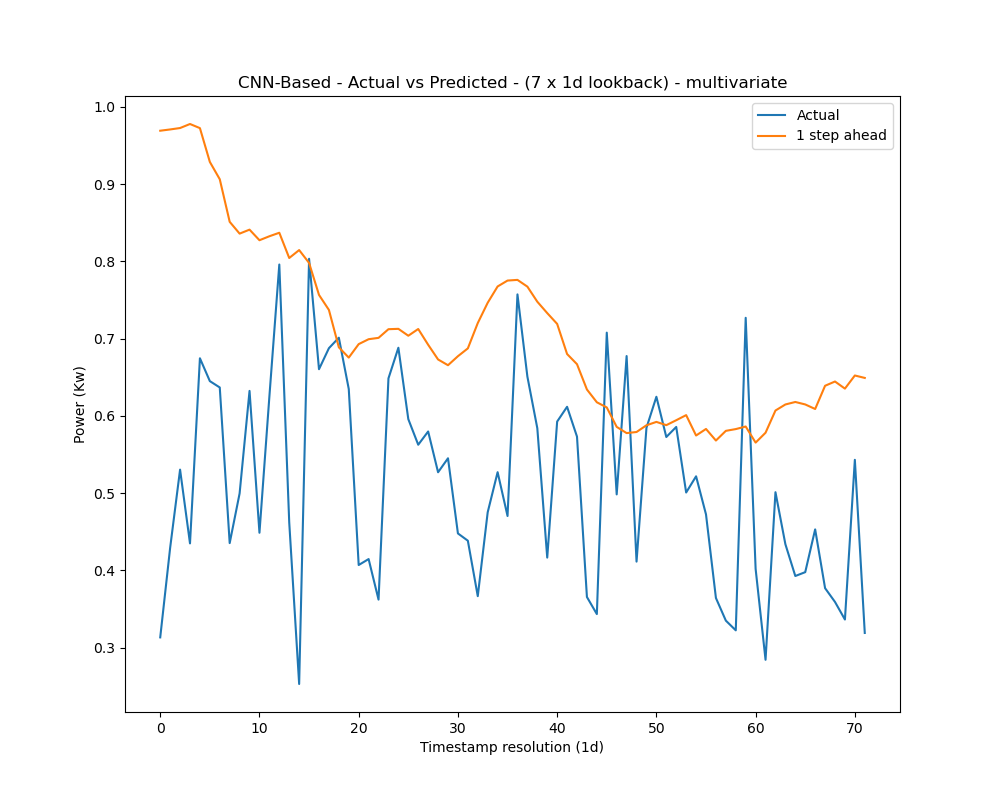 CNN-Based - Actual vs Predicted - (7 x 1d lookback) - multivariate
Actual
1 step ahead
1.0
0.9
0.8
0.7
0.6
0.5
0.4
0.3
Power (Kw)
0 10 20 30 40 50 60 70
Timestamp resolution (1d)